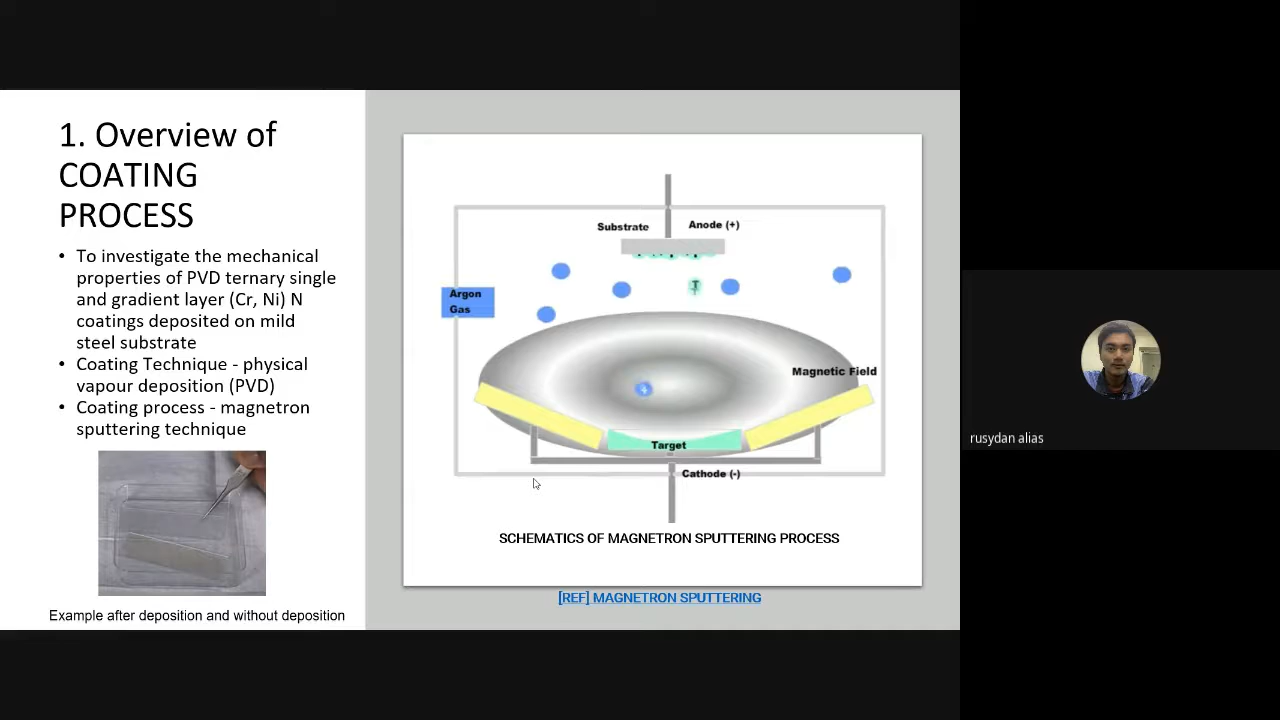 1. Overview of
COATING
PROCESS
• To investigate the mechanical
properties of PVD ternary single
and gradient layer (Cr, Ni) N
coatings deposited on mild
steel substrate
• Coating Technique - physical
vapour deposition (PVD)
• Coating process - magnetron
sputtering technique
Example after deposition and without deposition
Substrate
Anode (+)
Argon
Gas
T
+
Magnetic Field
Target
Cathode (-)
SCHEMATICS OF MAGNETRON SPUTTERING PROCESS
[REF] MAGNETRON SPUTTERING
rusydan alias